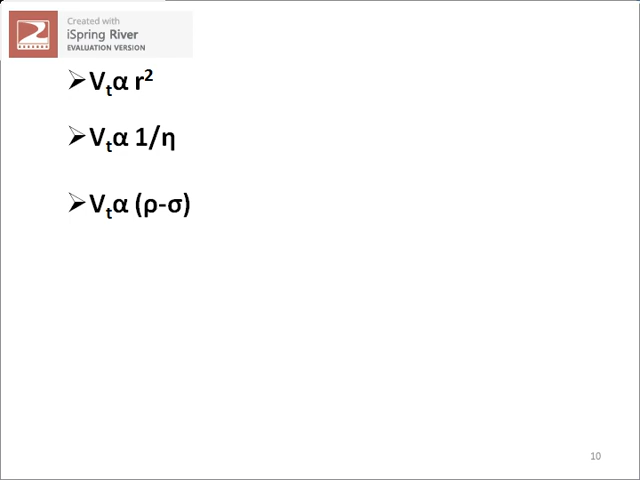 Created with
iSpring River
EVALUATION VERSION
➢Vₜα r²
➢Vₜα 1/η
➢Vₜα (ρ-σ)
10